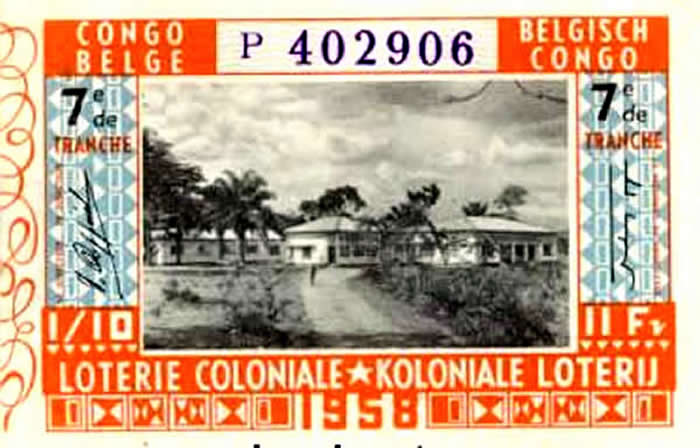 CONGO BELGE
P 402906
BELGISCH CONGO
7e de
TRANCHE
7e de
TRANCHE
1/10
11 Fr
LOTERIE COLONIALE ★ KOLONIALE LOTERIJ
1958